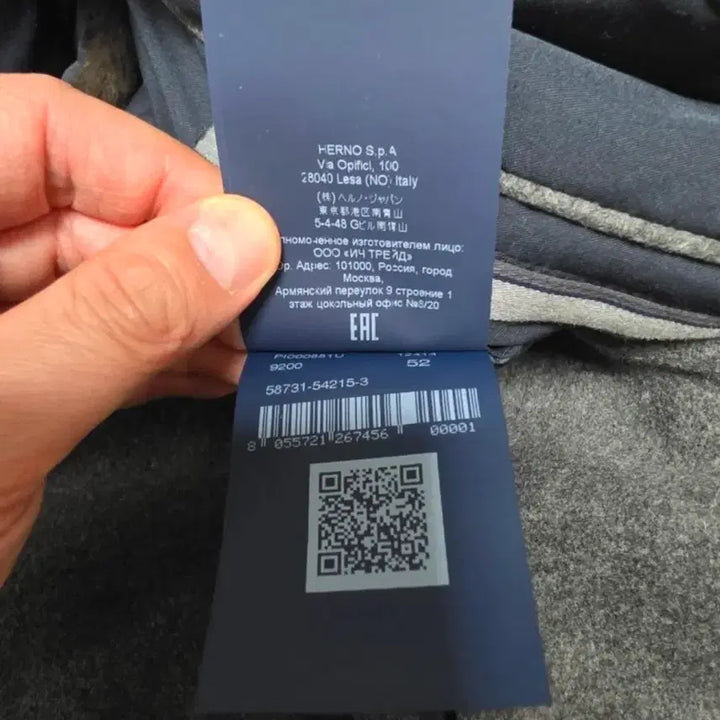 HERNO S.p.A
Via Opifici, 100
28040 Lesa (NO) Italy
(株)ヘルノ・ジャパン
東京都港区南青山
5-4-48 Gビル南青山
лномоченное изготовителем лицо:
ООО «ИЧ ТРЕЙД»
р. Адрес: 101000, Россия, город
Москва,
Армянский переулок 9 строение 1
этаж цокольный офис №8/20
EAC
9200 52
58731-54215-3
8 055721 267456 00001